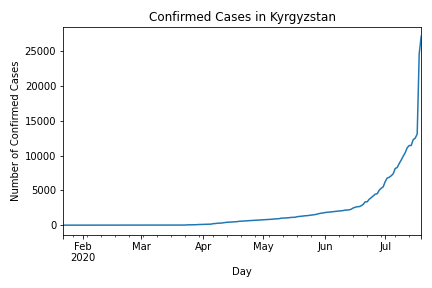 Confirmed Cases in Kyrgyzstan
Number of Confirmed Cases
25000
20000
15000
10000
5000
0
Feb
2020
Mar
Apr
May
Jun
Jul
Day